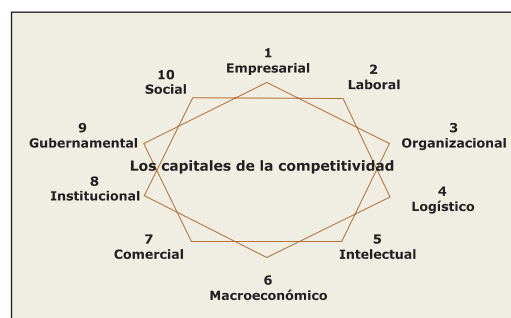 1
Empresarial
2
Laboral
3
Organizacional
4
Logístico
5
Intelectual
6
Macroeconómico
7
Comercial
8
Institucional
9
Gubernamental
10
Social
Los capitales de la competitividad